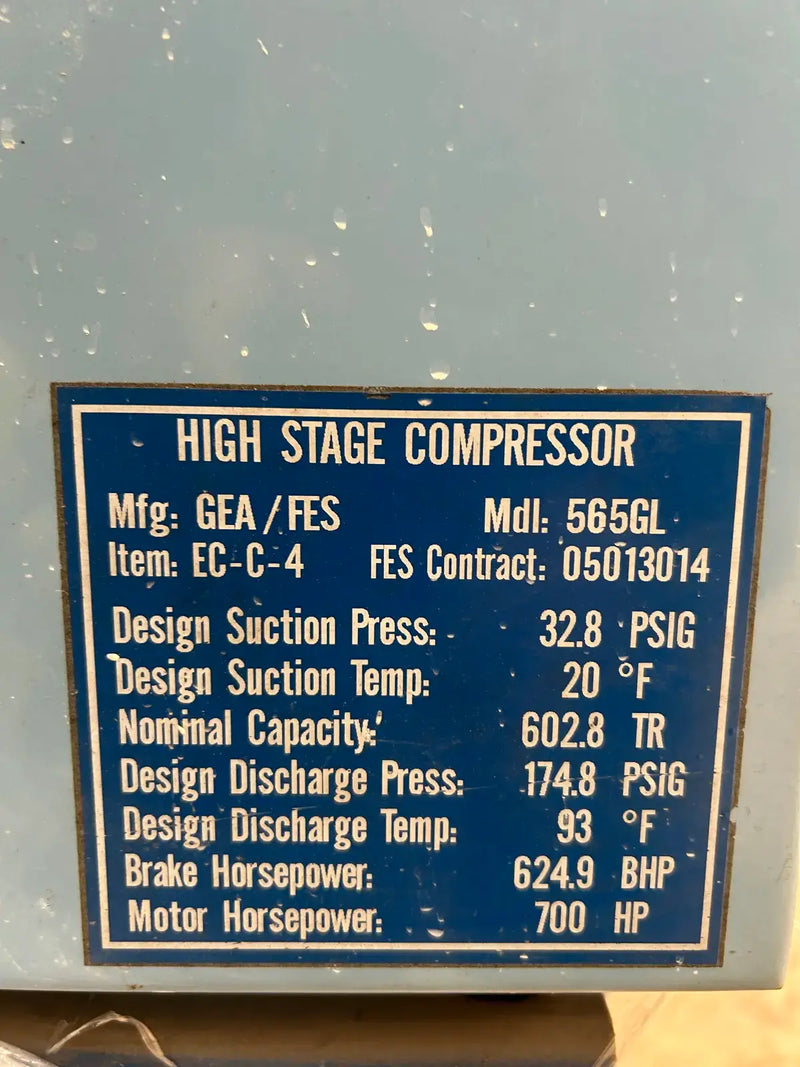 HIGH STAGE COMPRESSOR
Mfg: GEA/FES Mdl: 565GL
Item: EC-C-4 FES Contract: 05013014
Design Suction Press: 32.8 PSIG
Design Suction Temp: 20 °F
Nominal Capacity: 602.8 TR
Design Discharge Press: 174.8 PSIG
Design Discharge Temp: 93 °F
Brake Horsepower: 624.9 BHP
Motor Horsepower: 700 HP